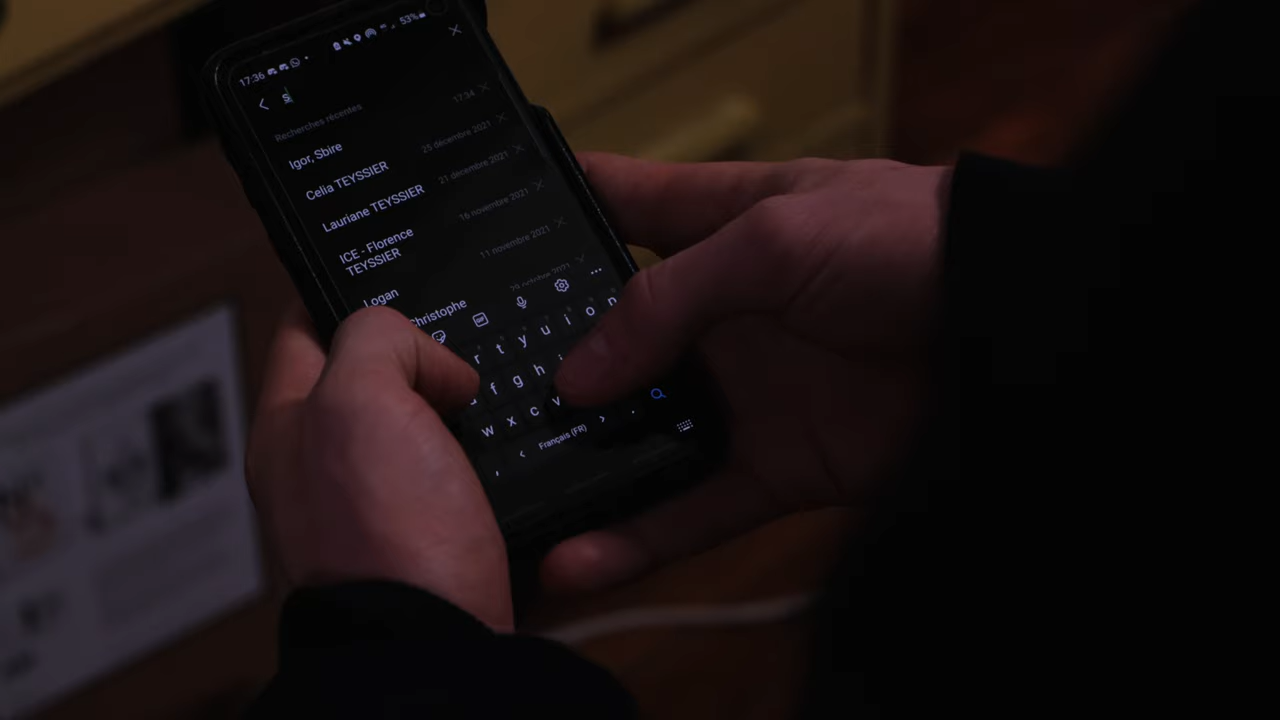 17:36 53%
s
Recherches récentes
Igor, Sbire 17:34
Celia TEYSSIER 25 décembre 2021
Lauriane TEYSSIER 21 décembre 2021
ICE - Florence
TEYSSIER 16 novembre 2021
Logan 11 novembre 2021
Christophe
GIF
r t y u i o p
f g h
w x c v
, < Français (FR) > .